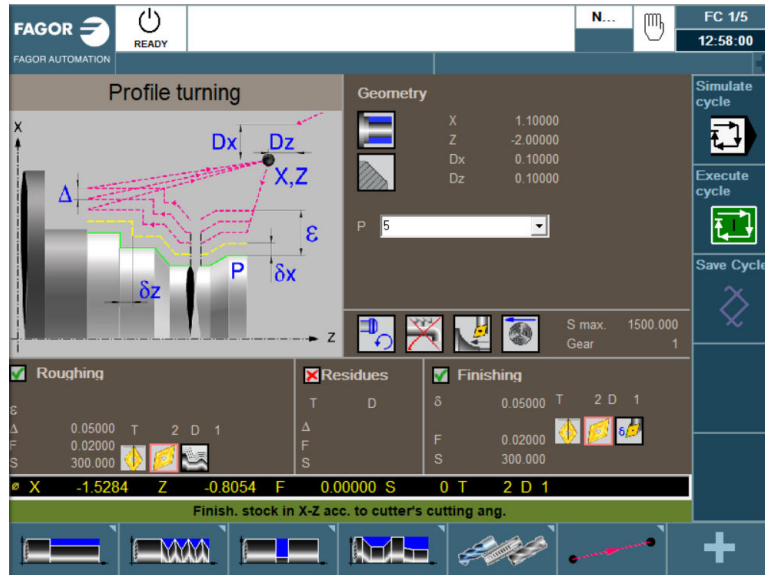 FAGOR
READY
N...
FC 1/5
12:58:00
FAGOR AUTOMATION
Profile turning
X
Dx Dz
X,Z
Δ
ε
P
δx
δz
Z
Geometry
X 1.10000
Z -2.00000
Dx 0.10000
Dz 0.10000
P 5
S max. 1500.000
Gear 1
Simulate
cycle
Execute
cycle
Save Cycle
Roughing
ε
Δ 0.05000 T 2 D 1
F 0.02000
S 300.000
Residues
T D
Δ
F
S
Finishing
δ 0.05000 T 2 D 1
δ
F 0.02000
S 300.000
ø X -1.5284 Z -0.8054 F 0.00000 S 0 T 2 D 1
Finish. stock in X-Z acc. to cutter's cutting ang.